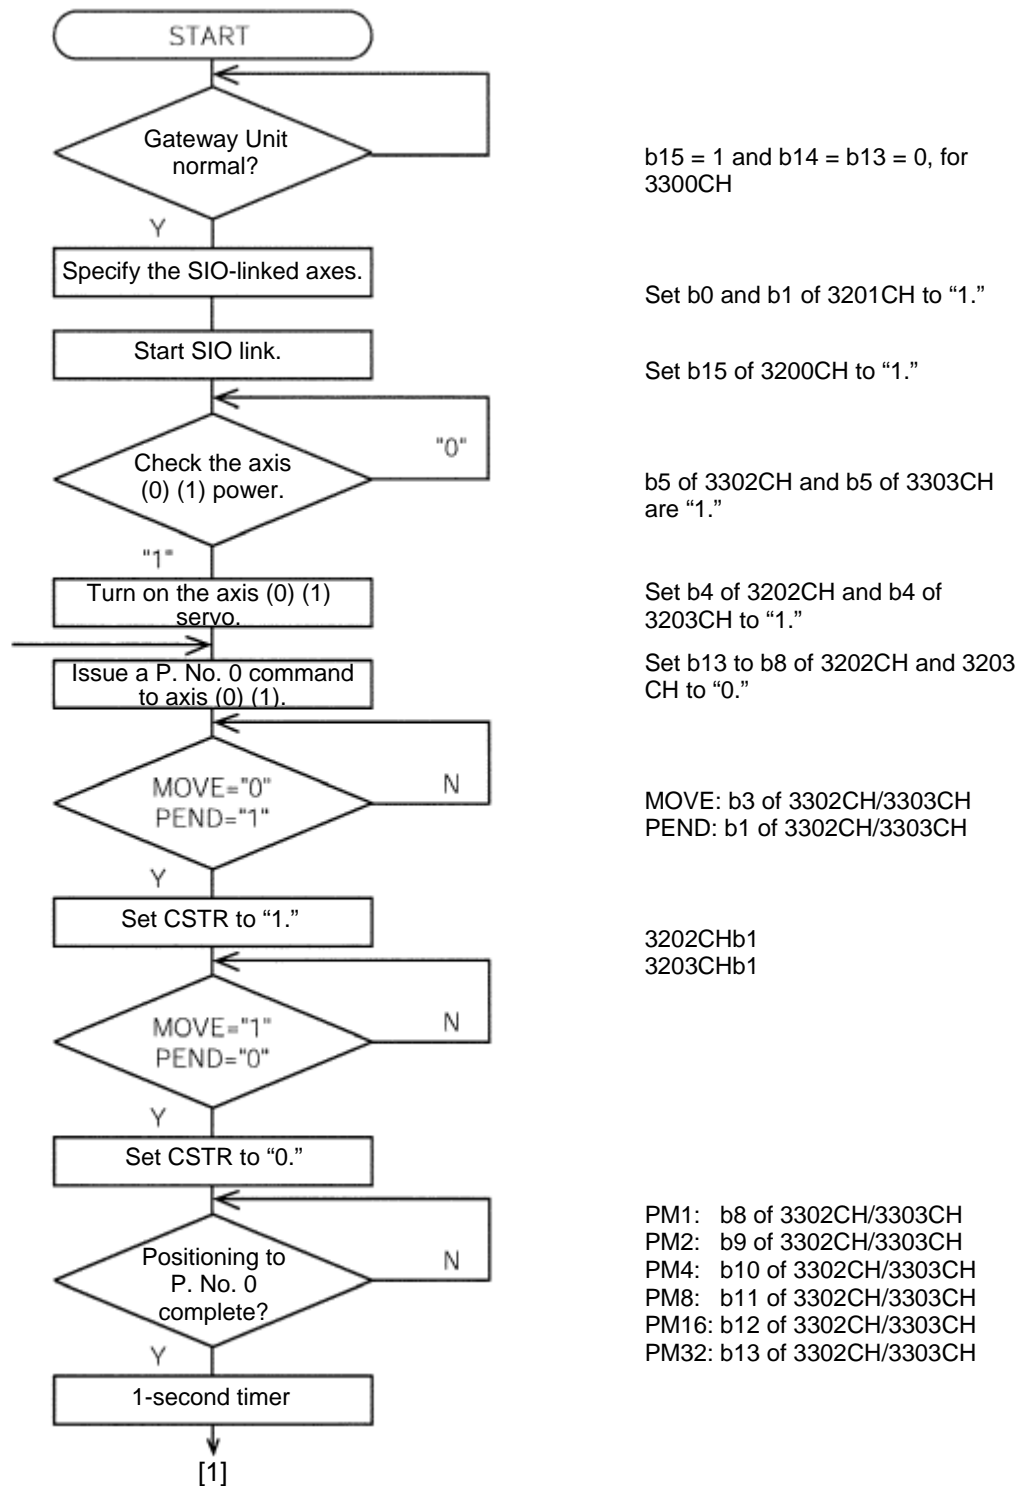 START
Gateway Unit
normal?
b15 = 1 and b14 = b13 = 0, for
3300CH
Y
Specify the SIO-linked axes.
Set b0 and b1 of 3201CH to “1.”
Start SIO link.
Set b15 of 3200CH to “1.”
"0"
Check the axis
(0) (1) power.
b5 of 3302CH and b5 of 3303CH
are “1.”
"1"
Turn on the axis (0) (1)
servo.
Set b4 of 3202CH and b4 of
3203CH to “1.”
Issue a P. No. 0 command
to axis (0) (1).
Set b13 to b8 of 3202CH and 3203
CH to “0.”
MOVE="0"
PEND="1"
N
MOVE: b3 of 3302CH/3303CH
PEND: b1 of 3302CH/3303CH
Y
Set CSTR to “1.”
3202CHb1
3203CHb1
MOVE="1"
PEND="0"
N
Y
Set CSTR to “0.”
Positioning to
P. No. 0
complete?
N
PM1: b8 of 3302CH/3303CH
PM2: b9 of 3302CH/3303CH
PM4: b10 of 3302CH/3303CH
PM8: b11 of 3302CH/3303CH
PM16: b12 of 3302CH/3303CH
PM32: b13 of 3302CH/3303CH
Y
1-second timer
[1]